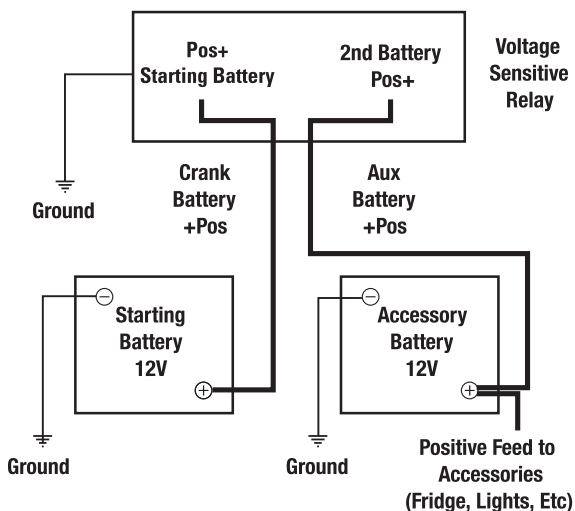 Pos+
Starting Battery
2nd Battery
Pos+
Voltage
Sensitive
Relay
Ground
Crank
Battery
+Pos
Aux
Battery
+Pos
−
Starting
Battery
12V
+
−
Accessory
Battery
12V
+
Ground
Ground
Positive Feed to
Accessories
(Fridge, Lights, Etc)